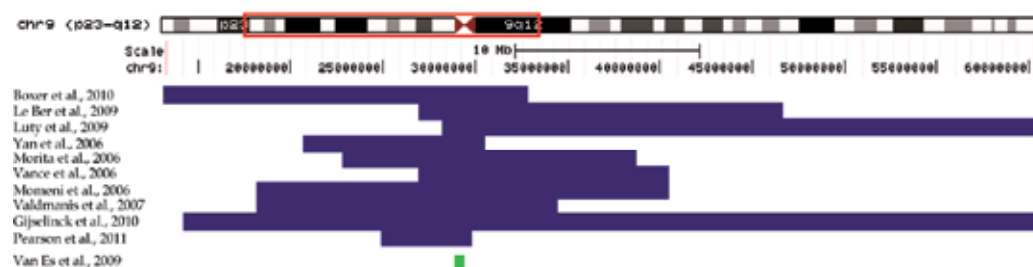 chr9 (p23-q12) p23 9q12
Scale 10 Mb
chr9: 20000000 25000000 30000000 35000000 40000000 45000000 50000000 55000000 60000000
Boxer et al., 2010
Le Ber et al., 2009
Luty et al., 2009
Yan et al., 2006
Morita et al., 2006
Vance et al., 2006
Momeni et al., 2006
Valdmanis et al., 2007
Gijselinck et al., 2010
Pearson et al., 2011
Van Es et al., 2009